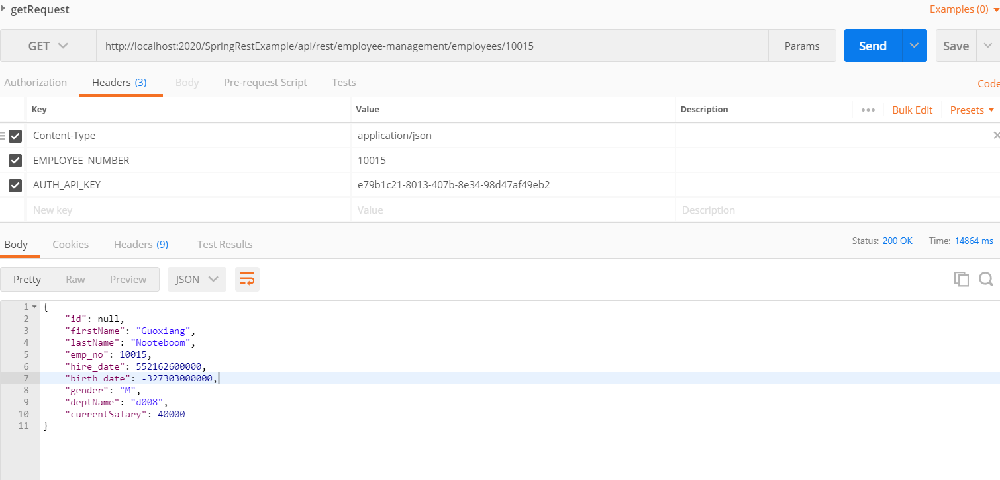 getRequest Examples (0)
GET http://localhost:2020/SpringRestExample/api/rest/employee-management/employees/10015 Params Send Save
Authorization Headers (3) Body Pre-request Script Tests Code
Key Value Description Bulk Edit Presets
Content-Type application/json
EMPLOYEE_NUMBER 10015
AUTH_API_KEY e79b1c21-8013-407b-8e34-98d47af49eb2
New key Value Description
Body Cookies Headers (9) Test Results Status: 200 OK Time: 14864 ms
Pretty Raw Preview JSON
1 {
2 "id": null,
3 "firstName": "Guoxiang",
4 "lastName": "Nooteboom",
5 "emp_no": 10015,
6 "hire_date": 552162600000,
7 "birth_date": -327303000000,
8 "gender": "M",
9 "deptName": "d008",
10 "currentSalary": 40000
11 }